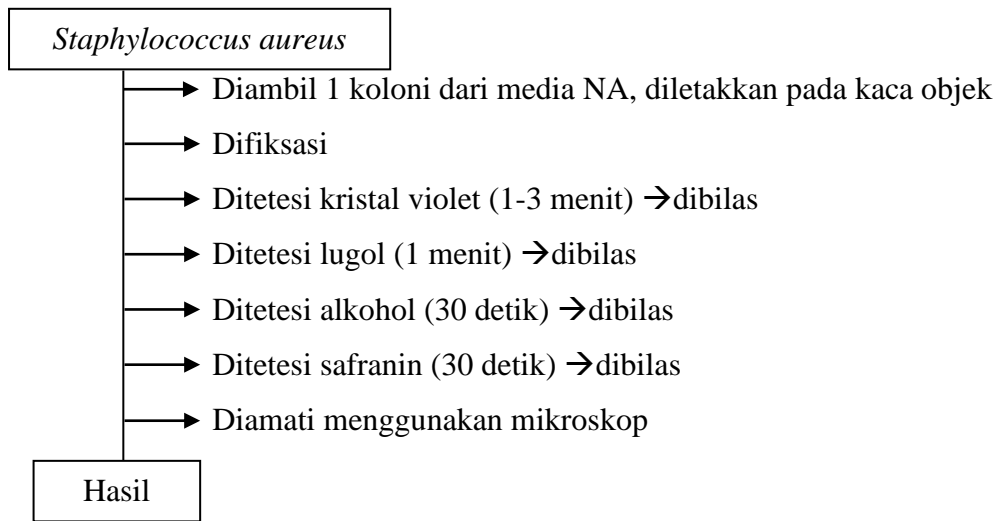 Staphylococcus aureus
Diambil 1 koloni dari media NA, diletakkan pada kaca objek
Difiksasi
Ditetesi kristal violet (1-3 menit) →dibilas
Ditetesi lugol (1 menit) →dibilas
Ditetesi alkohol (30 detik) →dibilas
Ditetesi safranin (30 detik) →dibilas
Diamati menggunakan mikroskop
Hasil